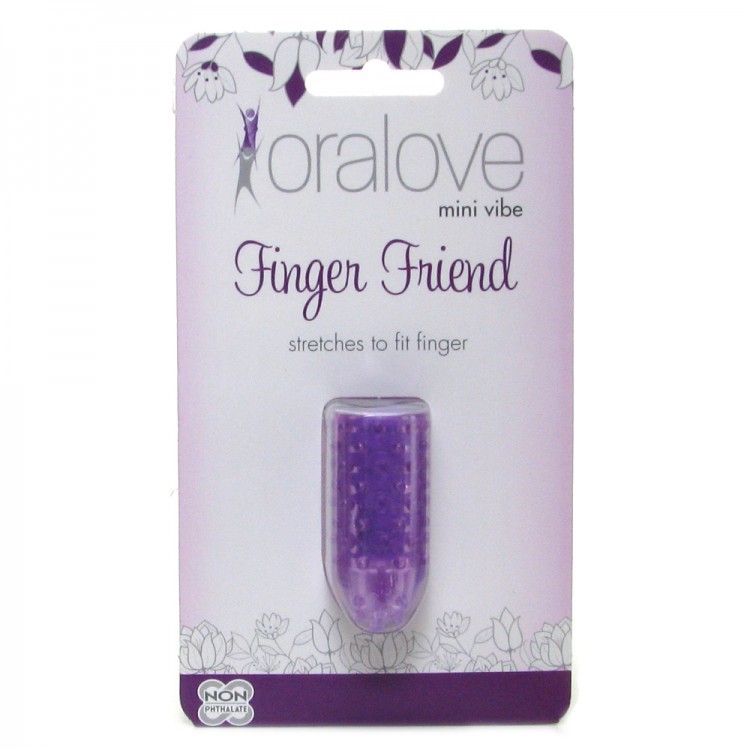 oralove
mini vibe
Finger Friend
stretches to fit finger
NON
PHTHALATE